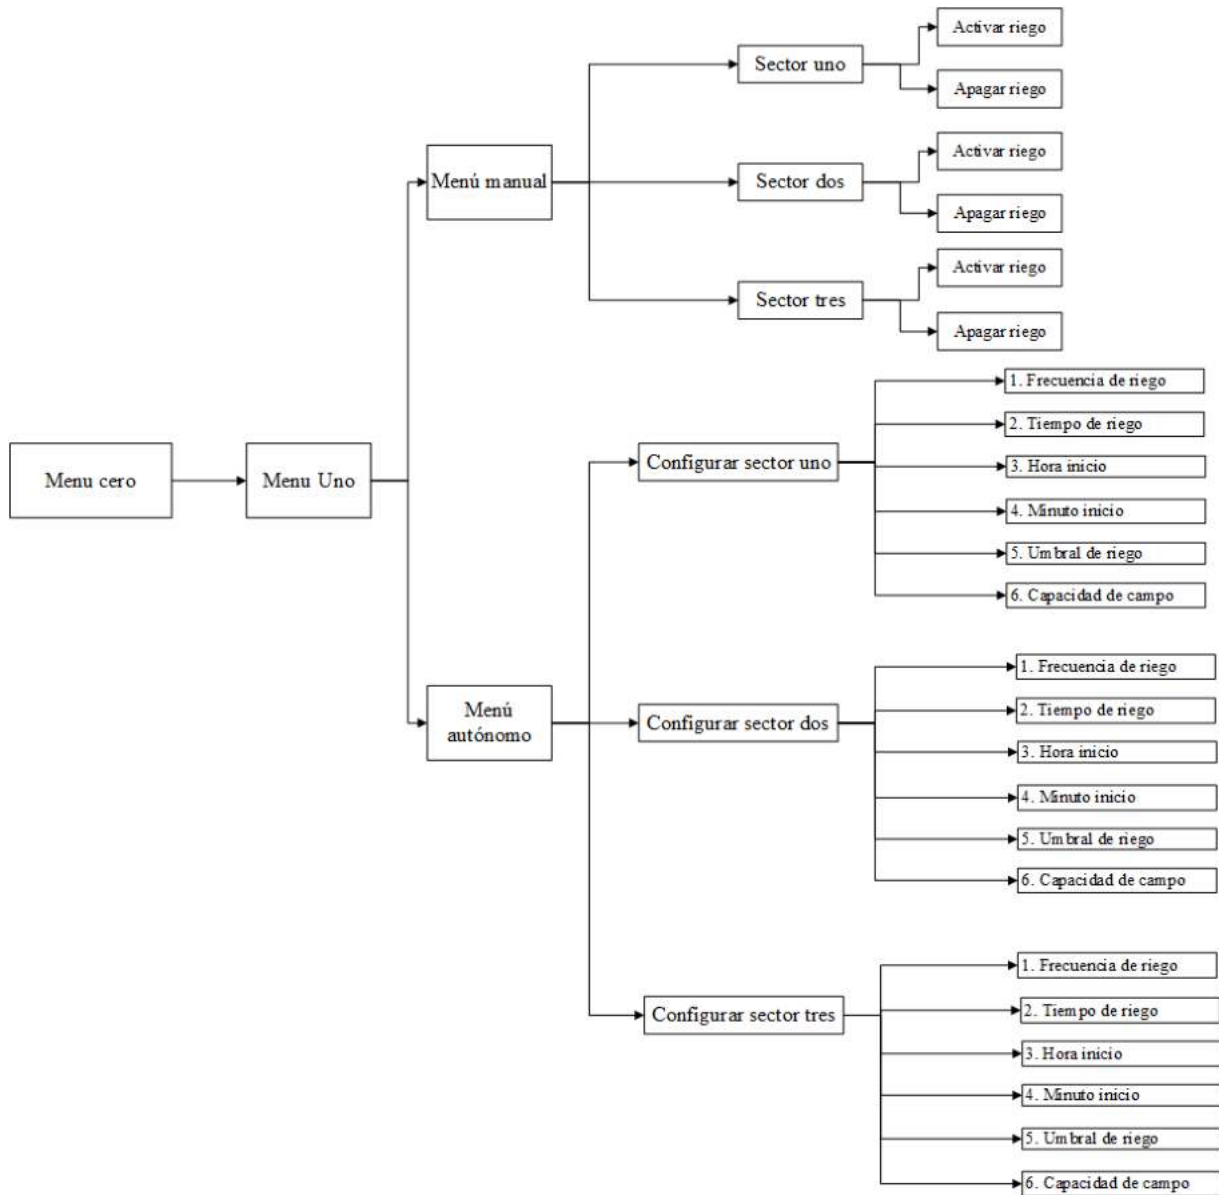 Activar riego
Sector uno
Apagar riego
Activar riego
Menú manual
Sector dos
Apagar riego
Activar riego
Sector tres
Apagar riego
1. Frecuencia de riego
2. Tiempo de riego
Menu cero
Menu Uno
Configurar sector uno
3. Hora inicio
4. Minuto inicio
5. Umbral de riego
6. Capacidad de campo
1. Frecuencia de riego
2. Tiempo de riego
Menú
autónomo
Configurar sector dos
3. Hora inicio
4. Minuto inicio
5. Umbral de riego
6. Capacidad de campo
1. Frecuencia de riego
2. Tiempo de riego
Configurar sector tres
3. Hora inicio
4. Minuto inicio
5. Umbral de riego
6. Capacidad de campo